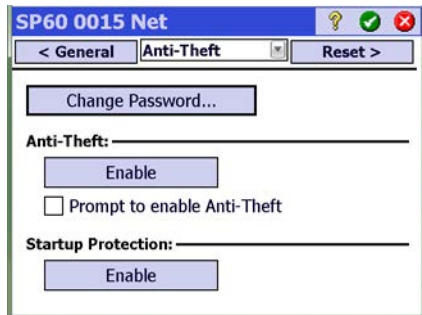 SP60 0015 Net ?
< General Anti-Theft Reset >
Change Password...
Anti-Theft:
Enable
Prompt to enable Anti-Theft
Startup Protection:
Enable